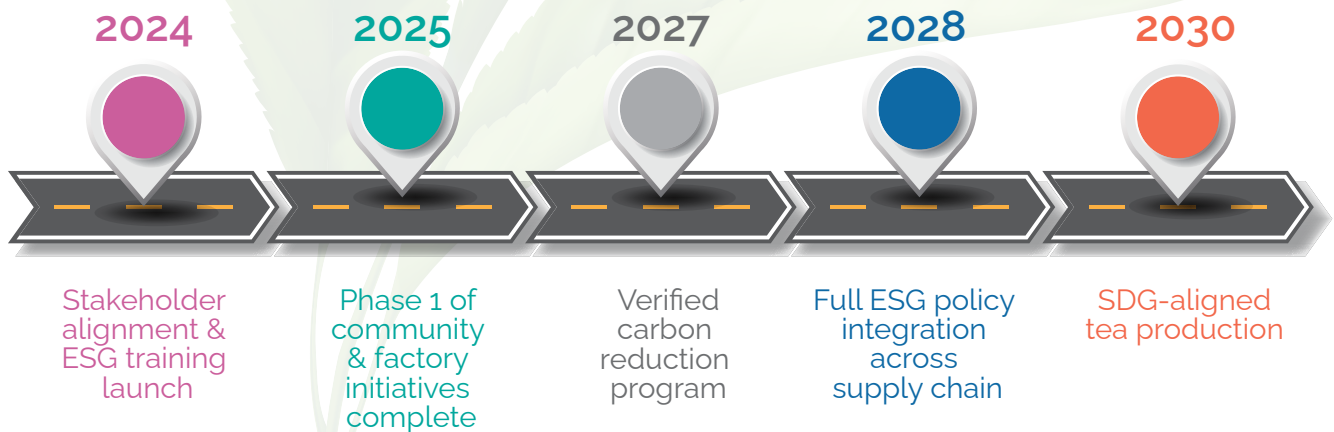 2024
Stakeholder
alignment &
ESG training
launch
2025
Phase 1 of
community
& factory
initiatives
complete
2027
Verified
carbon
reduction
program
2028
Full ESG policy
integration
across
supply chain
2030
SDG-aligned
tea production